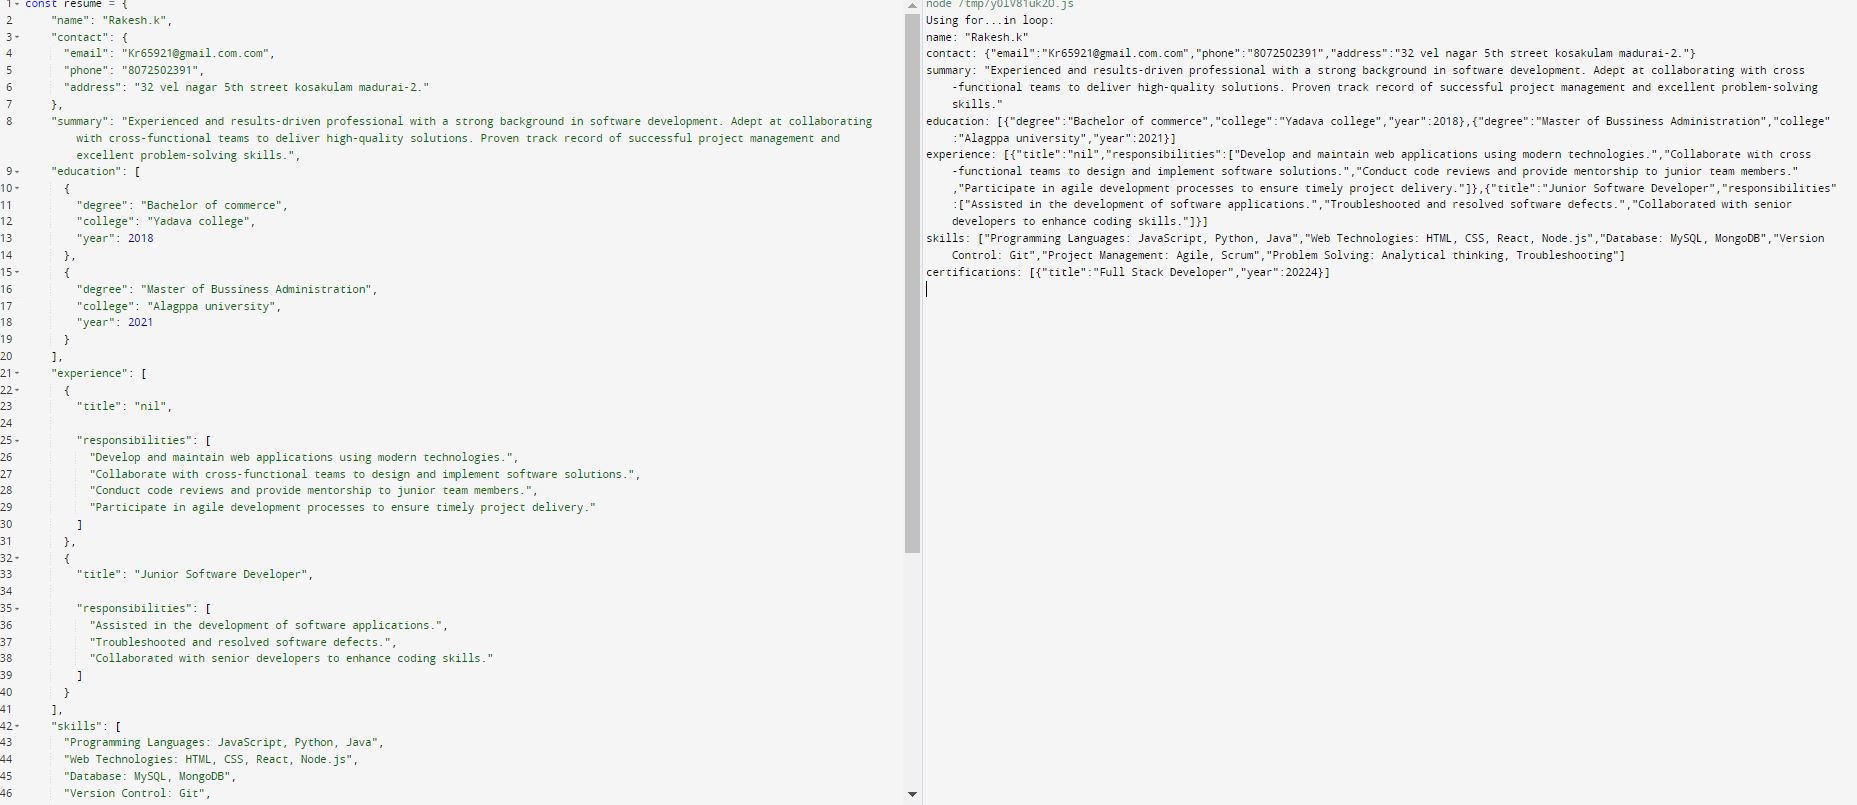 1 const resume = {
2 "name": "Rakesh.k",
3 "contact": {
4 "email": "Kr65921@gmail.com.com",
5 "phone": "8072502391",
6 "address": "32 vel nagar 5th street kosakulam madurai-2."
7 },
8 "summary": "Experienced and results-driven professional with a strong background in software development. Adept at collaborating
with cross-functional teams to deliver high-quality solutions. Proven track record of successful project management and
excellent problem-solving skills.",
9 "education": [
10 {
11 "degree": "Bachelor of commerce",
12 "college": "Yadava college",
13 "year": 2018
14 },
15 {
16 "degree": "Master of Bussiness Administration",
17 "college": "Alagppa university",
18 "year": 2021
19 }
20 ],
21 "experience": [
22 {
23 "title": "nil",
24
25 "responsibilities": [
26 "Develop and maintain web applications using modern technologies.",
27 "Collaborate with cross-functional teams to design and implement software solutions.",
28 "Conduct code reviews and provide mentorship to junior team members.",
29 "Participate in agile development processes to ensure timely project delivery."
30 ]
31 },
32 {
33 "title": "Junior Software Developer",
34
35 "responsibilities": [
36 "Assisted in the development of software applications.",
37 "Troubleshooted and resolved software defects.",
38 "Collaborated with senior developers to enhance coding skills."
39 ]
40 }
41 ],
42 "skills": [
43 "Programming Languages: JavaScript, Python, Java",
44 "Web Technologies: HTML, CSS, React, Node.js",
45 "Database: MySQL, MongoDB",
46 "Version Control: Git",
node /tmp/y0lV81uk2O.js
Using for...in loop:
name: "Rakesh.k"
contact: {"email":"Kr65921@gmail.com.com","phone":"8072502391","address":"32 vel nagar 5th street kosakulam madurai-2."}
summary: "Experienced and results-driven professional with a strong background in software development. Adept at collaborating with cross
-functional teams to deliver high-quality solutions. Proven track record of successful project management and excellent problem-solving
skills."
education: [{"degree":"Bachelor of commerce","college":"Yadava college","year":2018},{"degree":"Master of Bussiness Administration","college"
:"Alagppa university","year":2021}]
experience: [{"title":"nil","responsibilities":["Develop and maintain web applications using modern technologies.","Collaborate with cross
-functional teams to design and implement software solutions.","Conduct code reviews and provide mentorship to junior team members."
,"Participate in agile development processes to ensure timely project delivery."]},{"title":"Junior Software Developer","responsibilities"
:["Assisted in the development of software applications.","Troubleshooted and resolved software defects.","Collaborated with senior
developers to enhance coding skills."]}]
skills: ["Programming Languages: JavaScript, Python, Java","Web Technologies: HTML, CSS, React, Node.js","Database: MySQL, MongoDB","Version
Control: Git","Project Management: Agile, Scrum","Problem Solving: Analytical thinking, Troubleshooting"]
certifications: [{"title":"Full Stack Developer","year":20224}]